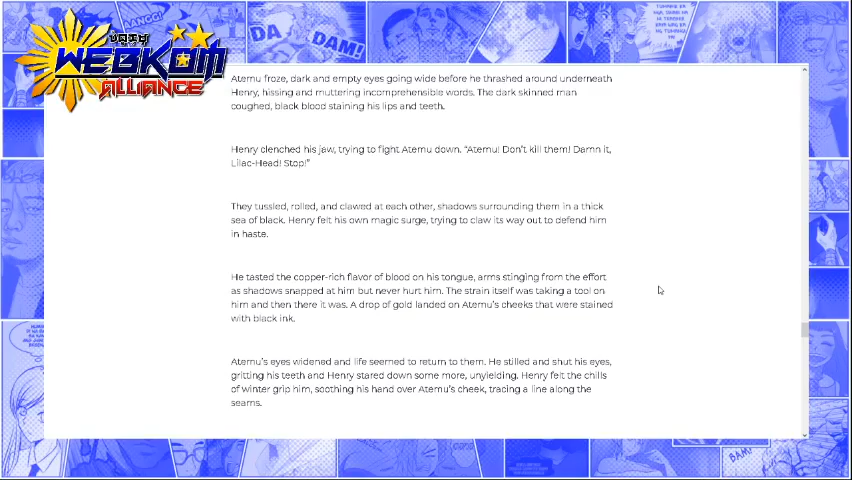 WEBKOM
ALLIANCE
AANGG!
DA
DAM!
Atemu froze, dark and empty eyes going wide before he thrashed around underneath
Henry, hissing and muttering incomprehensible words. The dark skinned man
coughed, black blood staining his lips and teeth.
Henry clenched his jaw, trying to fight Atemu down. “Atemu! Don’t kill them! Damn it,
Lilac-Head! Stop!”
They tussled, rolled, and clawed at each other, shadows surrounding them in a thick
sea of black. Henry felt his own magic surge, trying to claw its way out to defend him
in haste.
He tasted the copper-rich flavor of blood on his tongue, arms stinging from the effort
as shadows snapped at him but never hurt him. The strain itself was taking a tool on
him and then there it was. A drop of gold landed on Atemu’s cheeks that were stained
with black ink.
Atemu’s eyes widened and life seemed to return to them. He stilled and shut his eyes,
gritting his teeth and Henry stared down some more, unyielding. Henry felt the chills
of winter grip him, soothing his hand over Atemu’s cheek, tracing a line along the
seams.
BAM!